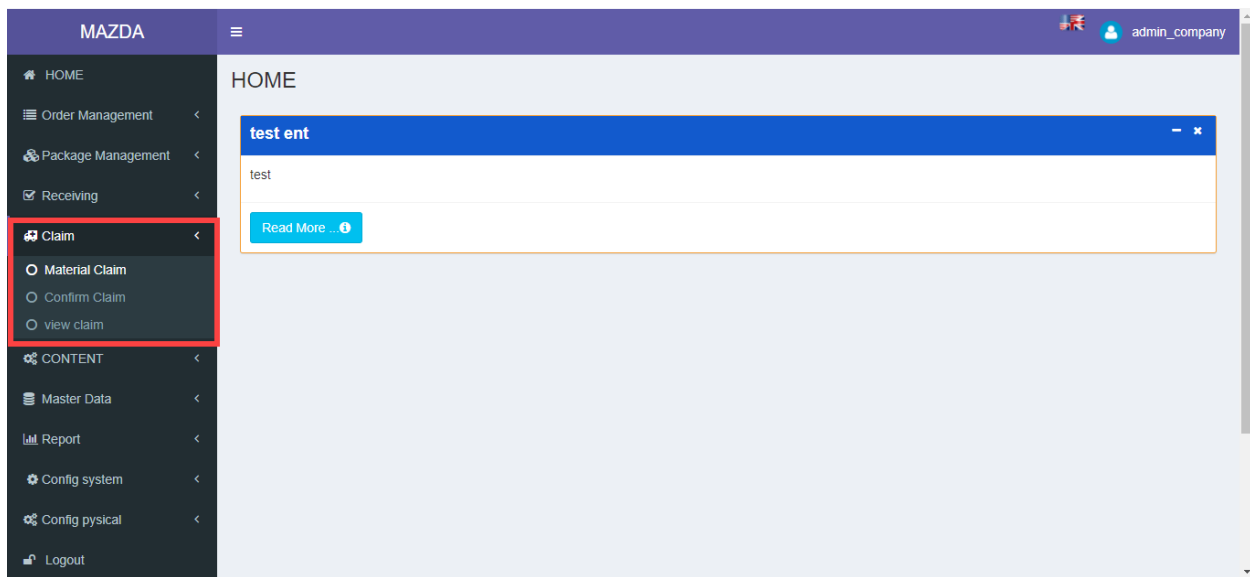 MAZDA
admin_company
HOME
Order Management
Package Management
Receiving
Claim
Material Claim
Confirm Claim
view claim
CONTENT
Master Data
Report
Config system
Config pysical
Logout
HOME
test ent
test
Read More ...